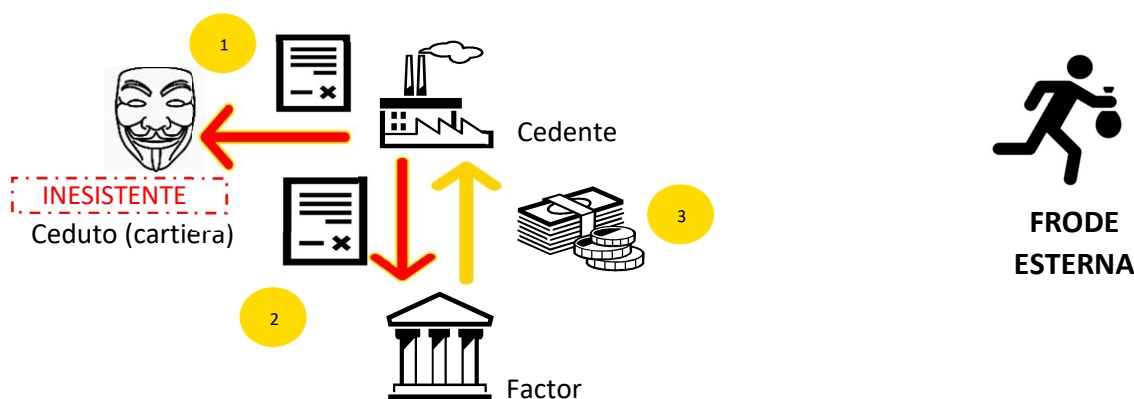 1
Cedente
INESISTENTE
Ceduto (cartiera)
3
FRODE
ESTERNA
2
Factor